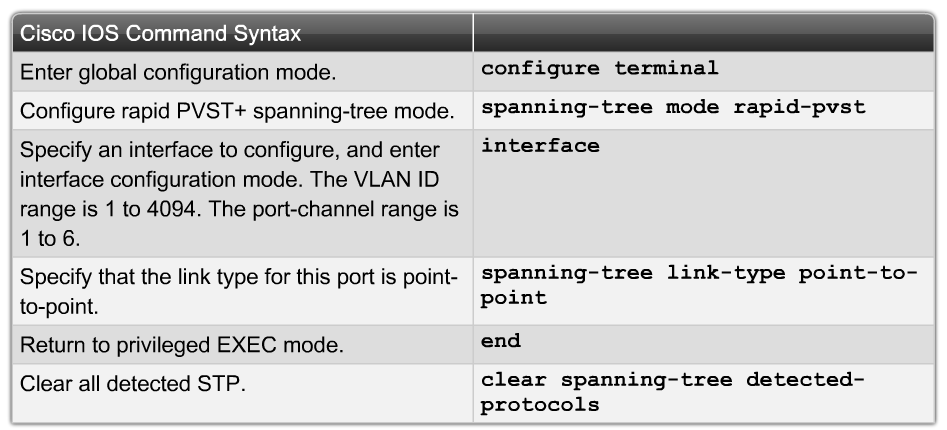 Cisco IOS Command Syntax
Enter global configuration mode.
configure terminal
Configure rapid PVST+ spanning-tree mode.
spanning-tree mode rapid-pvst
Specify an interface to configure, and enter
interface configuration mode. The VLAN ID
range is 1 to 4094. The port-channel range is
1 to 6.
interface
Specify that the link type for this port is point-
to-point.
spanning-tree link-type point-to-
point
Return to privileged EXEC mode.
end
Clear all detected STP.
clear spanning-tree detected-
protocols